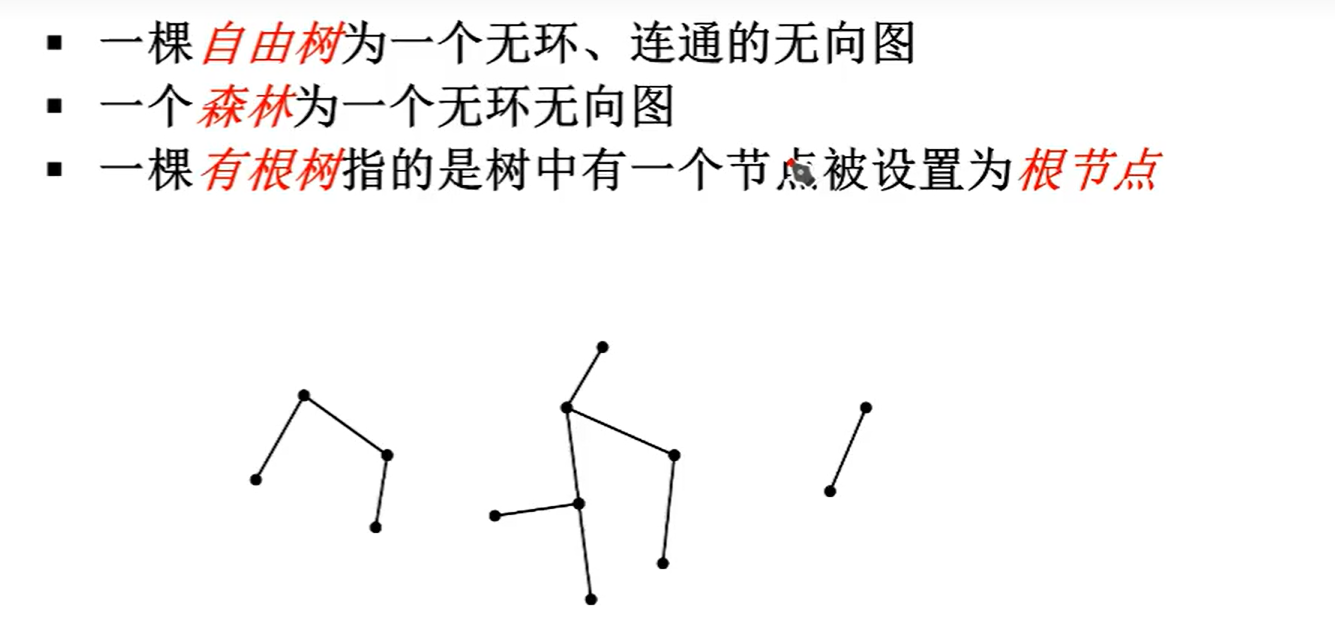 ▪ 一棵自由树为一个无环、连通的无向图
▪ 一个森林为一个无环无向图
▪ 一棵有根树指的是树中有一个节点被设置为根节点